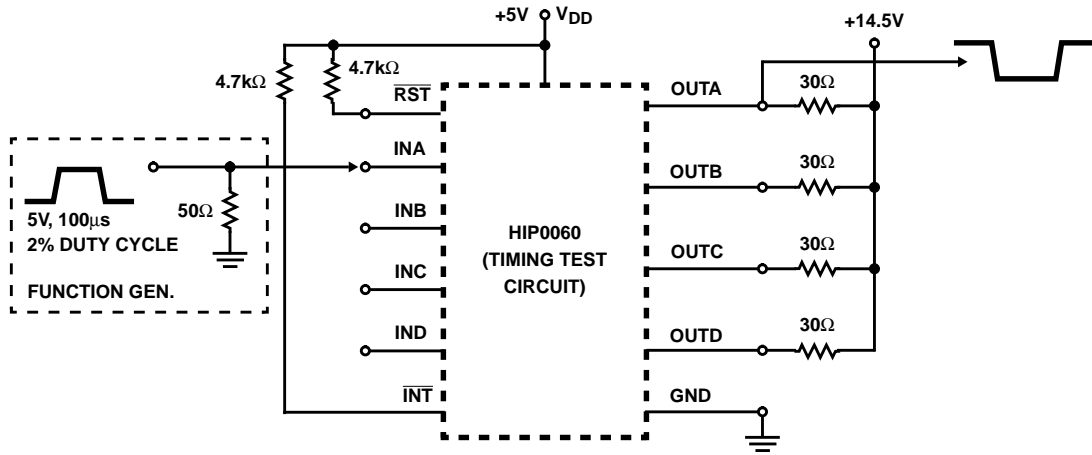 +5V
V_DD
+14.5V
4.7kΩ
4.7kΩ
RST
OUTA
30Ω
INA
OUTB
30Ω
50Ω
5V, 100μs
2% DUTY CYCLE
FUNCTION GEN.
INB
INC
IND
INT
HIP0060
(TIMING TEST
CIRCUIT)
OUTC
30Ω
OUTD
30Ω
GND